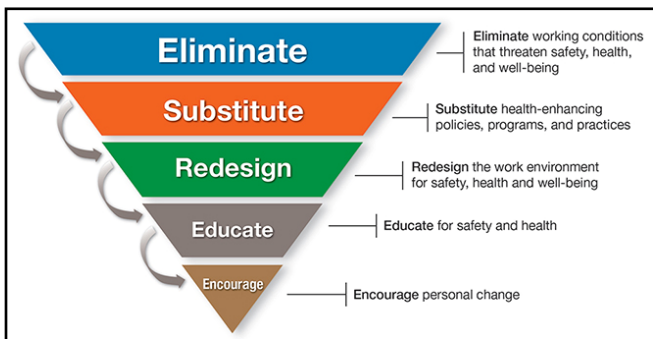 Eliminate
Eliminate working conditions
that threaten safety, health,
and well-being
Substitute
Substitute health-enhancing
policies, programs, and practices
Redesign
Redesign the work environment
for safety, health and well-being
Educate
Educate for safety and health
Encourage
Encourage personal change